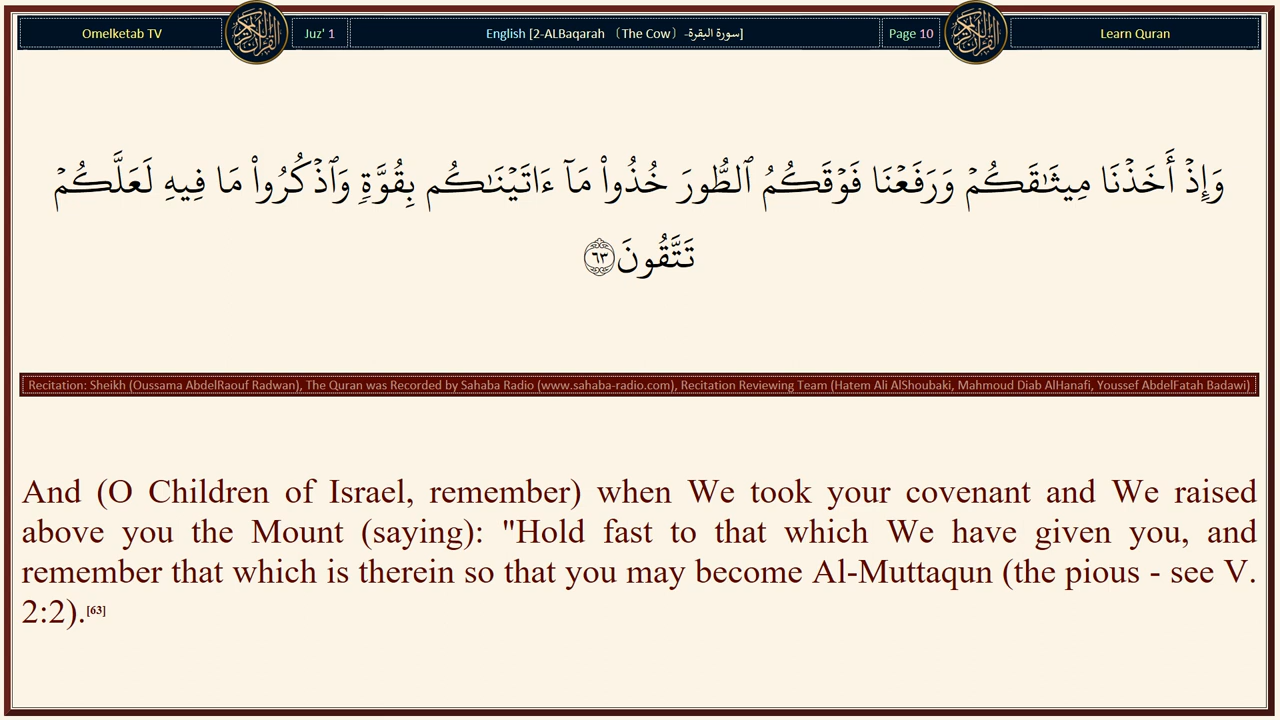 Omelketab TV
Juz' 1
English [2-ALBaqarah （The Cow）-سورة البقرة]
Page 10
Learn Quran
وَإِذۡ أَخَذۡنَا مِيثَٰقَكُمۡ وَرَفَعۡنَا فَوۡقَكُمُ ٱلطُّورَ خُذُواْ مَآ ءَاتَيۡنَٰكُم بِقُوَّةٖ وَٱذۡكُرُواْ مَا فِيهِ لَعَلَّكُمۡ
تَتَّقُونَ ٦٣
Recitation: Sheikh (Oussama AbdelRaouf Radwan), The Quran was Recorded by Sahaba Radio (www.sahaba-radio.com), Recitation Reviewing Team (Hatem Ali AlShoubaki, Mahmoud Diab AlHanafi, Youssef AbdelFatah Badawi)
And (O Children of Israel, remember) when We took your covenant and We raised
above you the Mount (saying): "Hold fast to that which We have given you, and
remember that which is therein so that you may become Al-Muttaqun (the pious - see V.
2:2).[63]